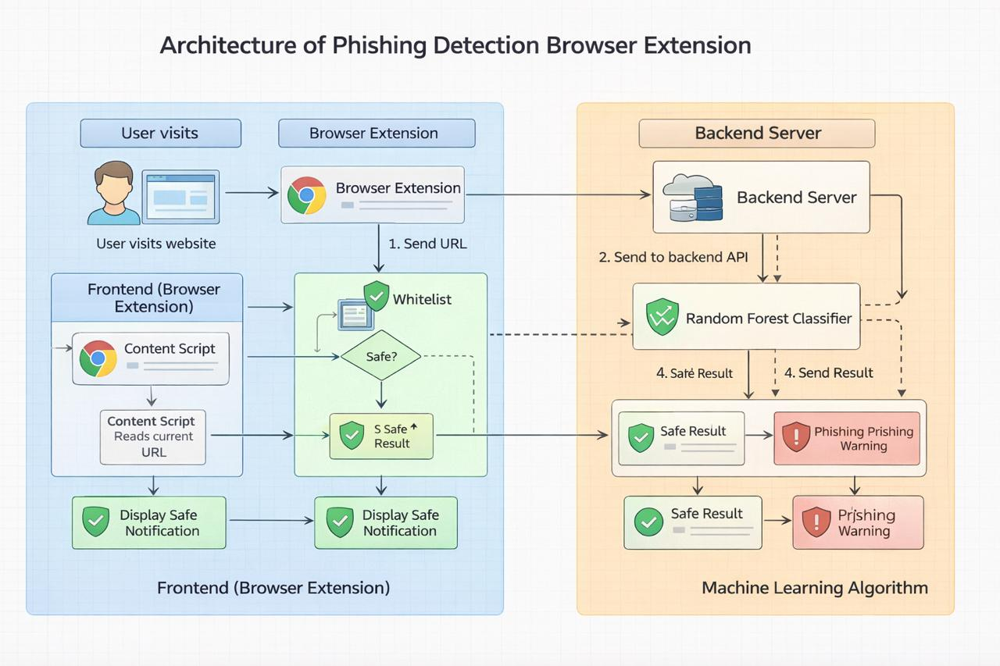 Architecture of Phishing Detection Browser Extension
User visits
Browser Extension
Backend Server
Browser Extension
Backend Server
User visits website
1. Send URL
2. Send to backend API
Frontend (Browser
Extension)
Whitelist
Random Forest Classifier
Content Script
Safe?
4. Safe Result
4. Send Result
Content Script
Reads current
URL
S Safe
Result
Safe Result
Phishing Prishing
Warning
Display Safe
Notification
Display Safe
Notification
Safe Result
Warning
Frontend (Browser Extension)
Machine Learning Algorithm